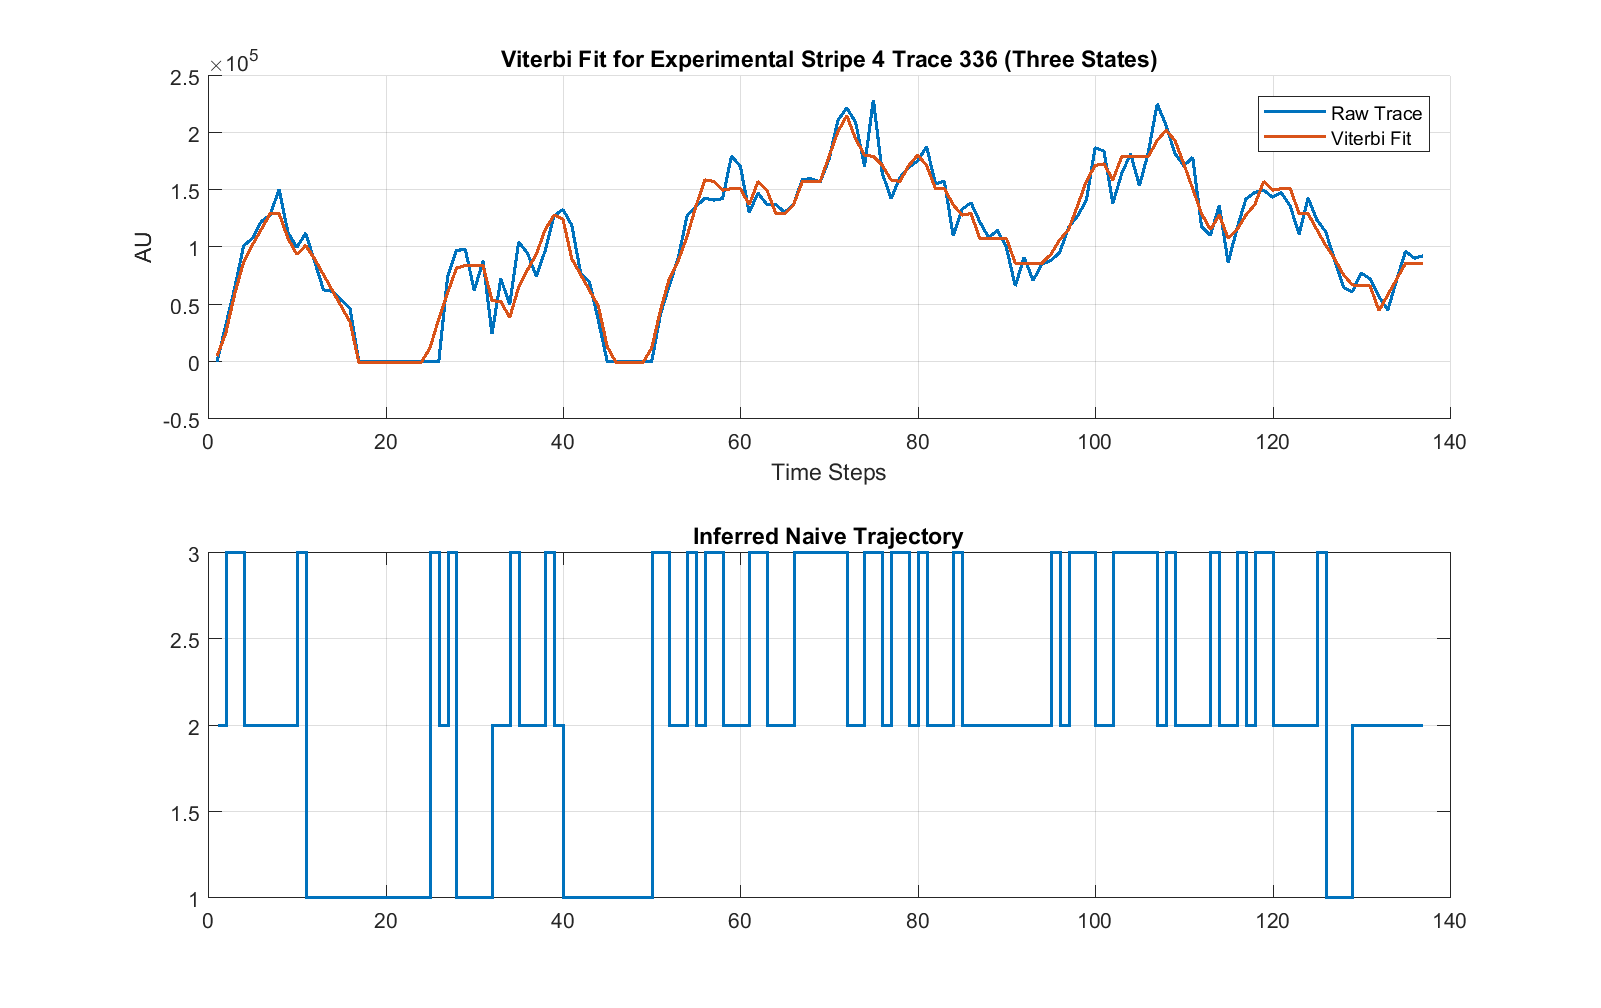 Viterbi Fit for Experimental Stripe 4 Trace 336 (Three States)
×10⁵
2.5
2
1.5
1
0.5
0
-0.5
AU
Raw Trace
Viterbi Fit
0 20 40 60 80 100 120 140
Time Steps
Inferred Naive Trajectory
3
2.5
2
1.5
1
0 20 40 60 80 100 120 140